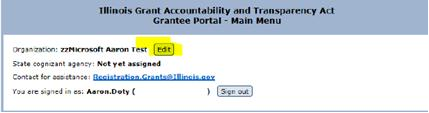 Illinois Grant Accountability and Transparency Act
Grantee Portal - Main Menu
Organization: zzMicrosoft Aaron Test Edit
State cognizant agency: Not yet assigned
Contact for assistance: Registration.Grants@Illinois.gov
You are signed in as: Aaron.Doty ( ) Sign out